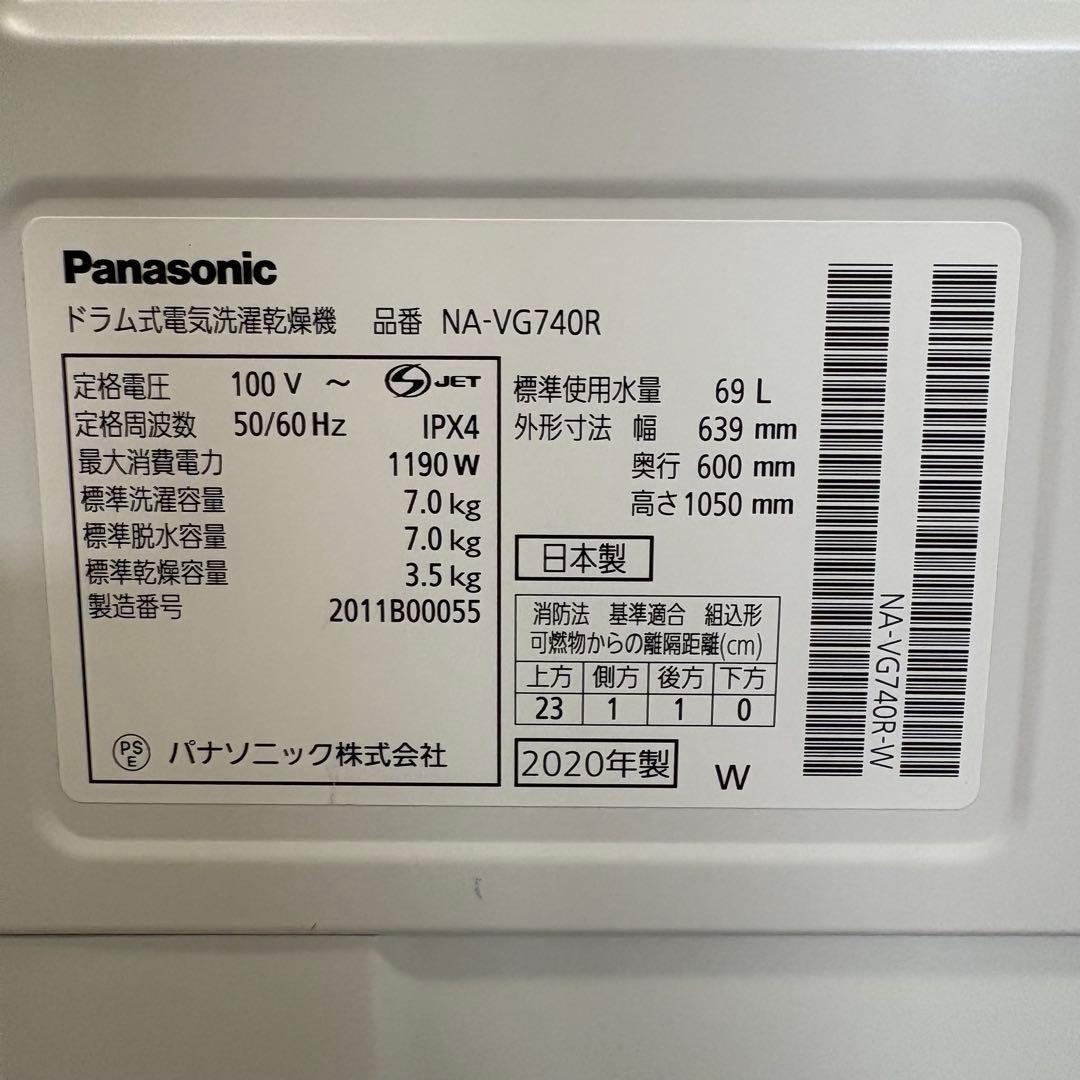 Panasonic
ドラム式電気洗濯乾燥機 品番 NA-VG740R
定格電圧 100 V ～ S JET
定格周波数 50/60 Hz IPX4
最大消費電力 1190 W
標準洗濯容量 7.0 kg
標準脱水容量 7.0 kg
標準乾燥容量 3.5 kg
製造番号 2011B00055
PS E パナソニック株式会社
標準使用水量 69 L
外形寸法 幅 639 mm
奥行 600 mm
高さ 1050 mm
日本製
消防法 基準適合 組込形
可燃物からの離隔距離(cm)
上方 側方 後方 下方
23 1 1 0
2020年製 W
NA-VG740R-W